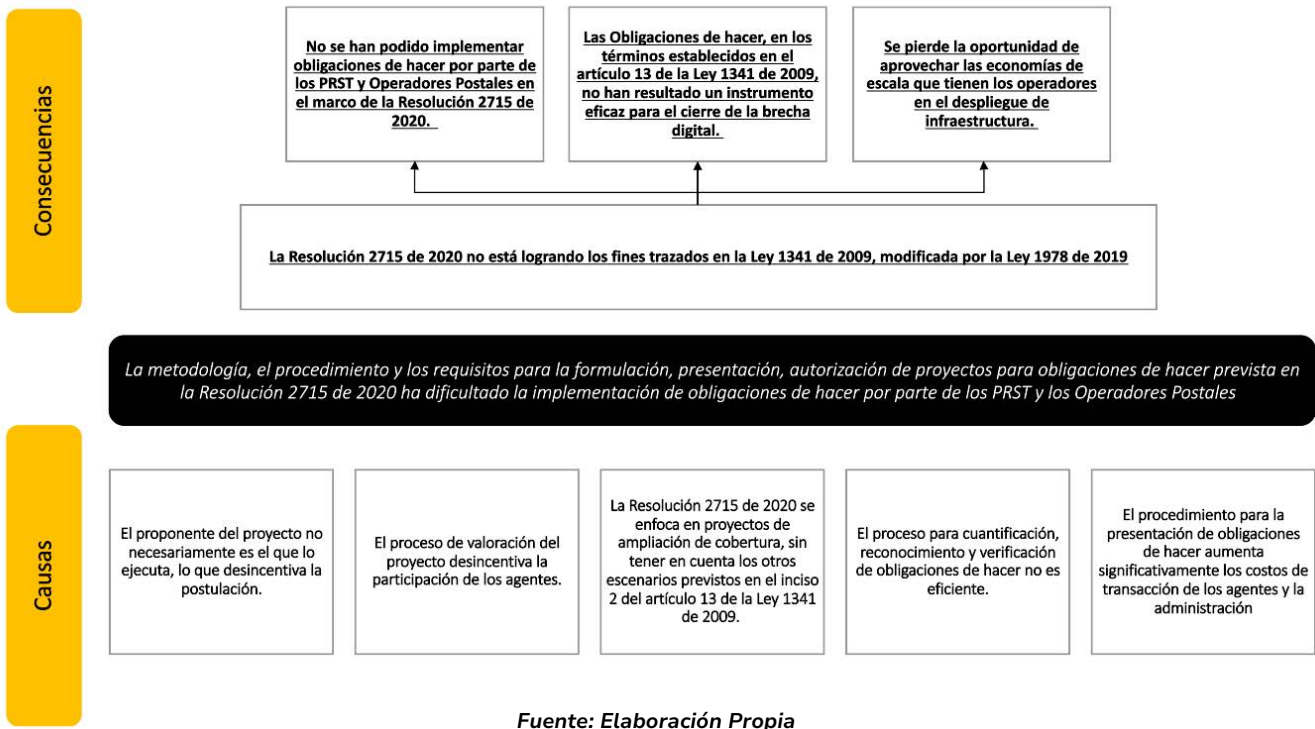 Consecuencias
No se han podido implementar
obligaciones de hacer por parte de
los PRST y Operadores Postales en
el marco de la Resolución 2715 de
2020.
Las Obligaciones de hacer, en los
términos establecidos en el
artículo 13 de la Ley 1341 de 2009,
no han resultado un instrumento
eficaz para el cierre de la brecha
digital.
Se pierde la oportunidad de
aprovechar las economías de
escala que tienen los operadores
en el despliegue de
infraestructura.
La Resolución 2715 de 2020 no está logrando los fines trazados en la Ley 1341 de 2009, modificada por la Ley 1978 de 2019
La metodología, el procedimiento y los requisitos para la formulación, presentación, autorización de proyectos para obligaciones de hacer prevista en
la Resolución 2715 de 2020 ha dificultado la implementación de obligaciones de hacer por parte de los PRST y los Operadores Postales
Causas
El proponente del proyecto no
necesariamente es el que lo
ejecuta, lo que desincentiva la
postulación.
El proceso de valoración del
proyecto desincentiva la
participación de los agentes.
La Resolución 2715 de 2020 se
enfoca en proyectos de
ampliación de cobertura, sin
tener en cuenta los otros
escenarios previstos en el inciso
2 del artículo 13 de la Ley 1341
de 2009.
El proceso para cuantificación,
reconocimiento y verificación
de obligaciones de hacer no es
eficiente.
El procedimiento para la
presentación de obligaciones
de hacer aumenta
significativamente los costos de
transacción de los agentes y la
administración
Fuente: Elaboración Propia